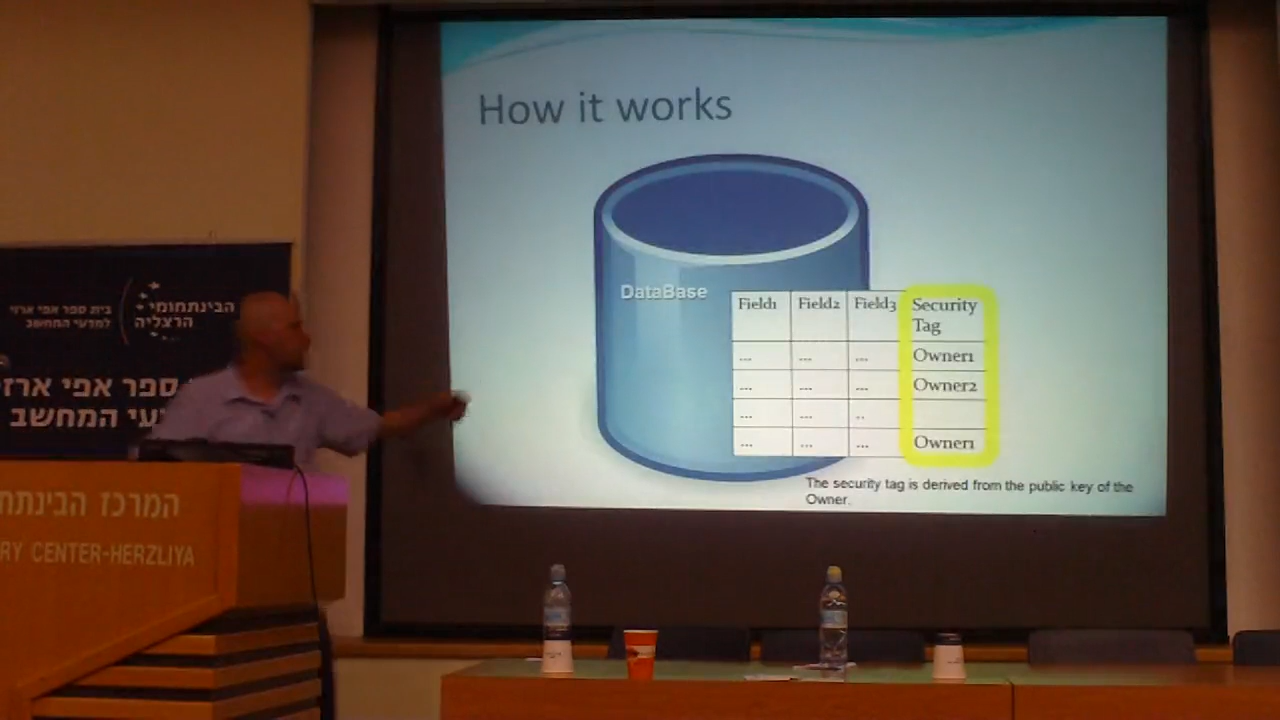 How it works
DataBase
Field1 Field2 Field3 Security Tag
... ... ... Owner1
... ... ... Owner2
... ... ..
... ... ... Owner1
The security tag is derived from the public key of the
Owner.
הבינתחומי
הרצליה
בית ספר אפי ארזי
למדעי המחשב
ספר אפי ארזי
עי המחשב
המרכז הבינתח
RY CENTER-HERZLIYA